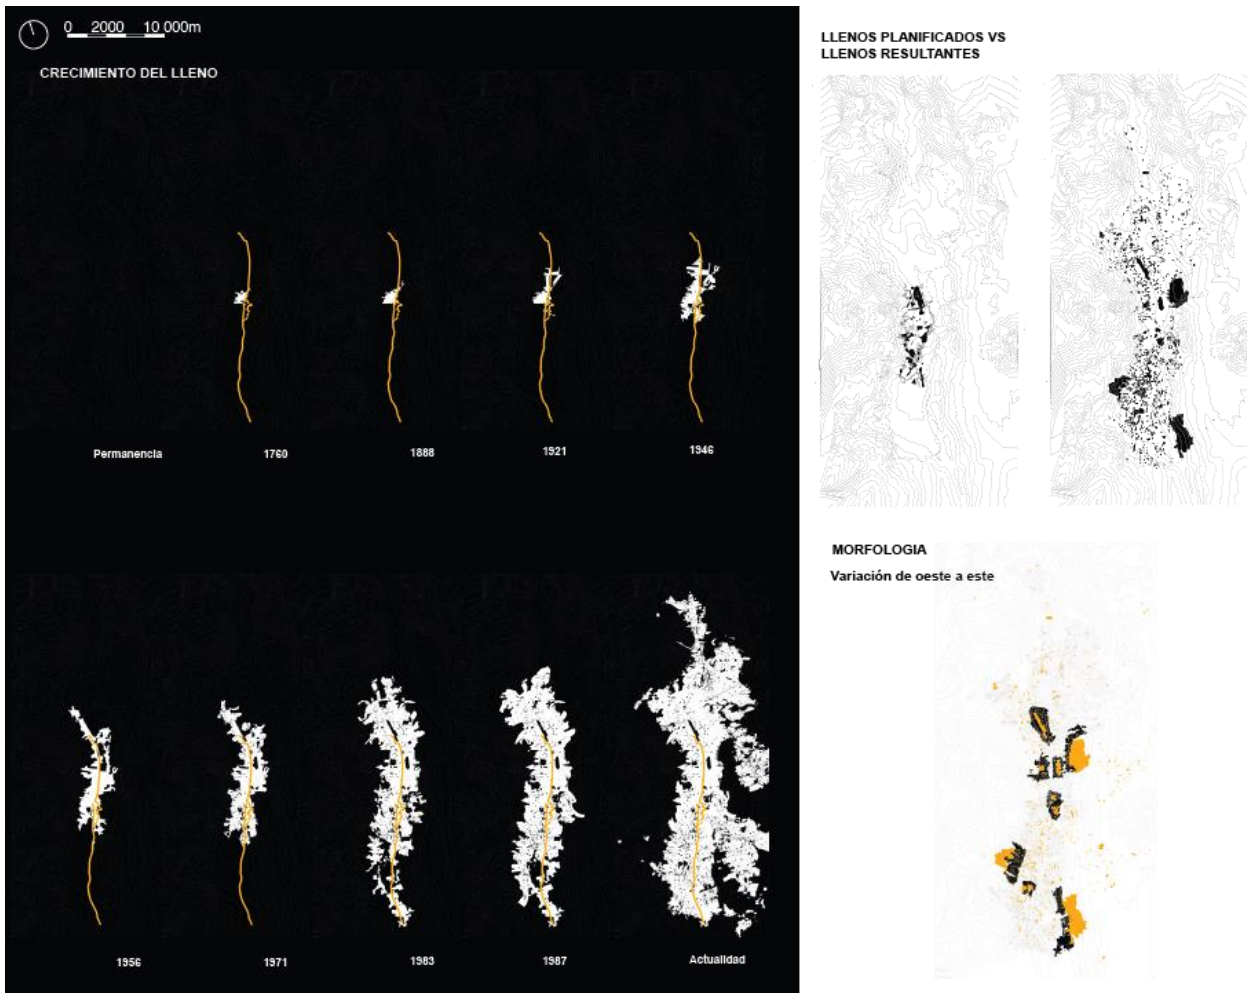 0 2000 10 000m
CRECIMIENTO DEL LLENO
Permanencia
1760
1888
1921
1946
1956
1971
1983
1987
Actualidad
LLENOS PLANIFICADOS VS
LLENOS RESULTANTES
MORFOLOGIA
Variación de oeste a este